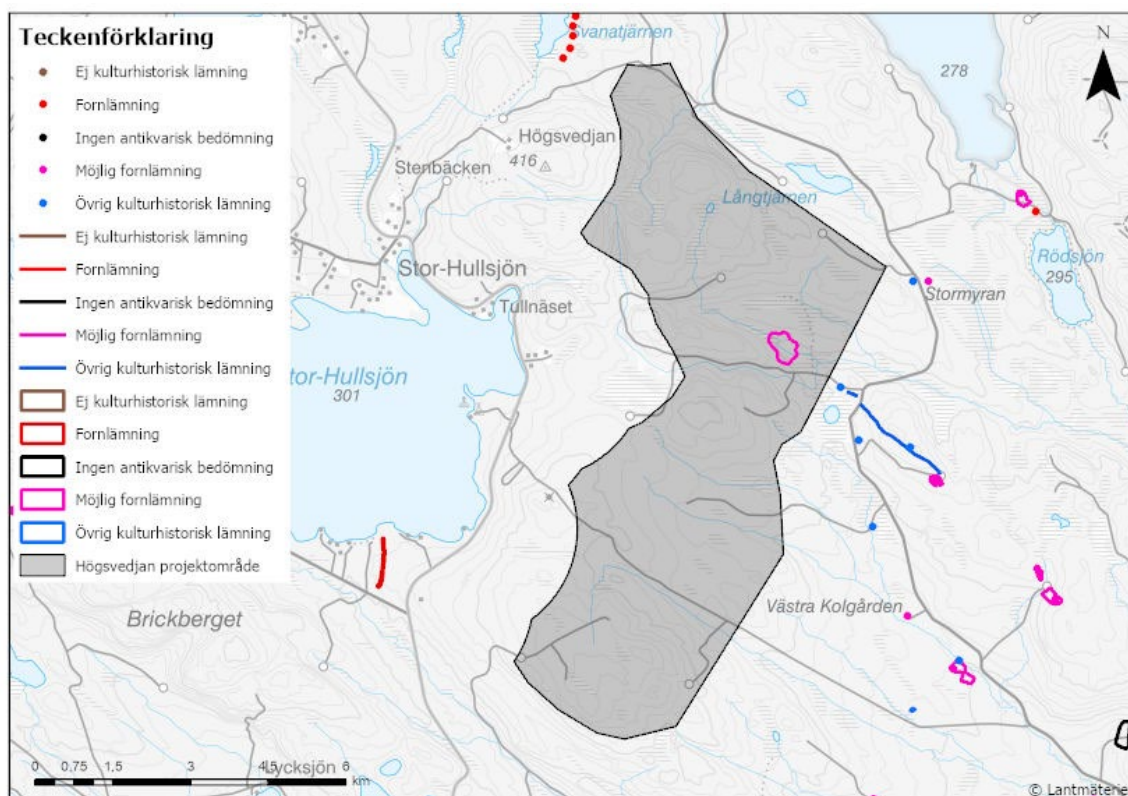 Teckenförklaring
Ej kulturhistorisk lämning
Fornlämning
Ingen antikvarisk bedömning
Möjlig fornlämning
Övrig kulturhistorisk lämning
Ej kulturhistorisk lämning
Fornlämning
Ingen antikvarisk bedömning
Möjlig fornlämning
Övrig kulturhistorisk lämning
Ej kulturhistorisk lämning
Fornlämning
Ingen antikvarisk bedömning
Möjlig fornlämning
Övrig kulturhistorisk lämning
Högsvedjan projektområde
Svanatjärnen
N
278
Högsvedjan
Stenbäcken
416
Långtjärnen
Rödsjön
295
Stor-Hullsjön
Stormyran
Tullnäset
tor-Hullsjön
301
Västra Kolgården
Brickberget
Lycksjön
0 0,75 1,5 3 4,5 6
km
© Lantmäterie